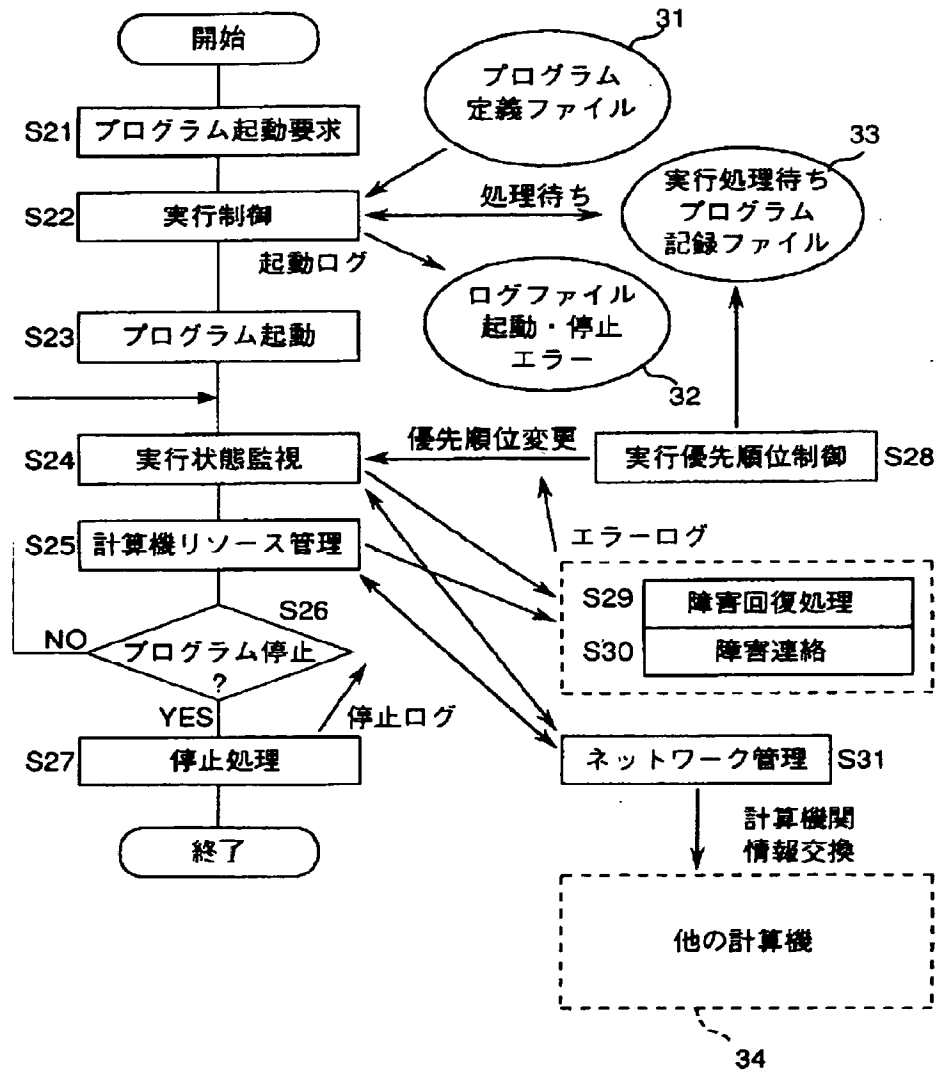 開始
31
プログラム
定義ファイル
S21 プログラム起動要求
33
実行処理待ち
プログラム
記録ファイル
処理待ち
S22 実行制御
起動ログ
ログファイル
起動・停止
エラー
32
S23 プログラム起動
優先順位変更
S24 実行状態監視
実行優先順位制御 S28
エラーログ
S25 計算機リソース管理
S29 障害回復処理
S30 障害連絡
S26
NO
プログラム停止
?
YES
停止ログ
S27 停止処理
ネットワーク管理 S31
計算機関
情報交換
終了
他の計算機
34